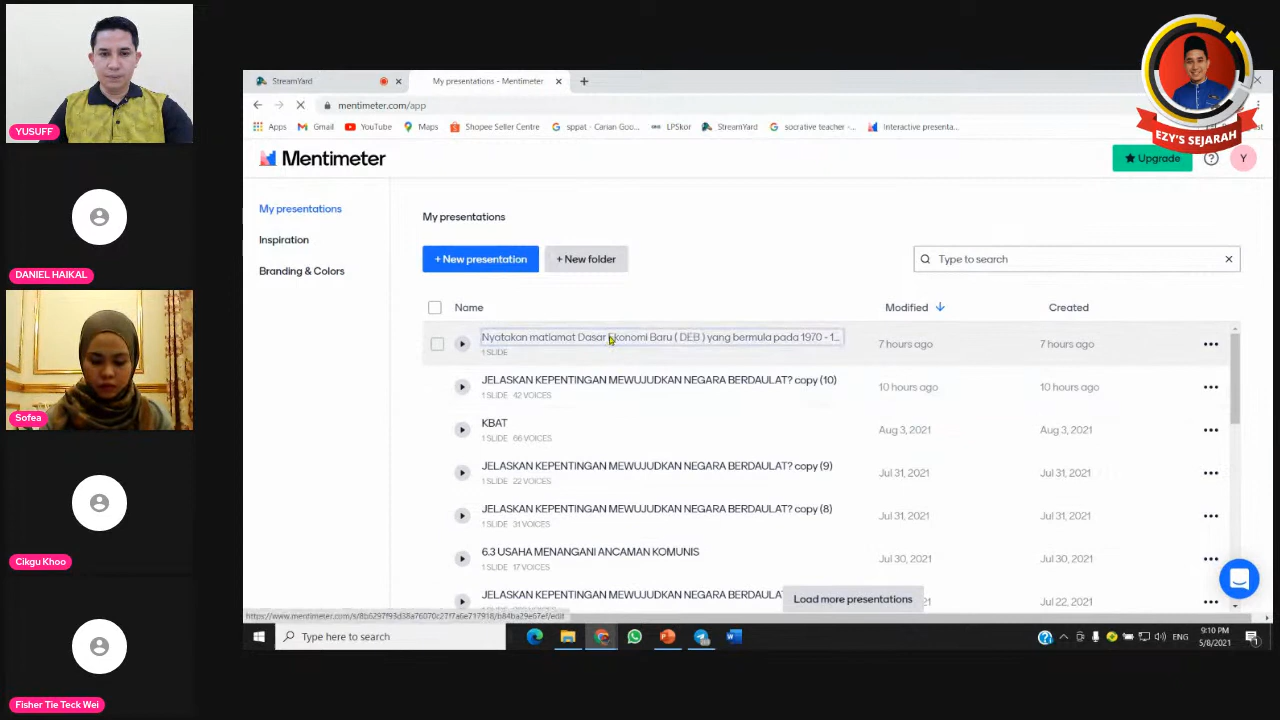 YUSUFF
DANIEL HAIKAL
Sofea
Cikgu Khoo
Fisher Tie Teck Wei
EZY'S SEJARAH
StreamYard
My presentations - Mentimeter
mentimeter.com/app
Apps Gmail YouTube Maps Shopee Seller Centre sppat - Carian Goo... LPSkor StreamYard socrative teacher -... Interactive presenta...
Mentimeter
Upgrade
Y
My presentations
Inspiration
Branding & Colors
My presentations
+ New presentation
+ New folder
Type to search
Name Modified Created
Nyatakan matlamat Dasar Ekonomi Baru ( DEB ) yang bermula pada 1970 - 1... 7 hours ago 7 hours ago
1 SLIDE
JELASKAN KEPENTINGAN MEWUJUDKAN NEGARA BERDAULAT? copy (10) 10 hours ago 10 hours ago
1 SLIDE 42 VOICES
KBAT Aug 3, 2021 Aug 3, 2021
1 SLIDE 66 VOICES
JELASKAN KEPENTINGAN MEWUJUDKAN NEGARA BERDAULAT? copy (9) Jul 31, 2021 Jul 31, 2021
1 SLIDE 22 VOICES
JELASKAN KEPENTINGAN MEWUJUDKAN NEGARA BERDAULAT? copy (8) Jul 31, 2021 Jul 31, 2021
1 SLIDE 31 VOICES
6.3 USAHA MENANGANI ANCAMAN KOMUNIS Jul 30, 2021 Jul 30, 2021
1 SLIDE 17 VOICES
JELASKAN KEPENTINGAN MEWUJUDKAN NEGARA BERDAULAT? Jul 22, 2021
Load more presentations
Type here to search
ENG
9:10 PM
5/8/2021